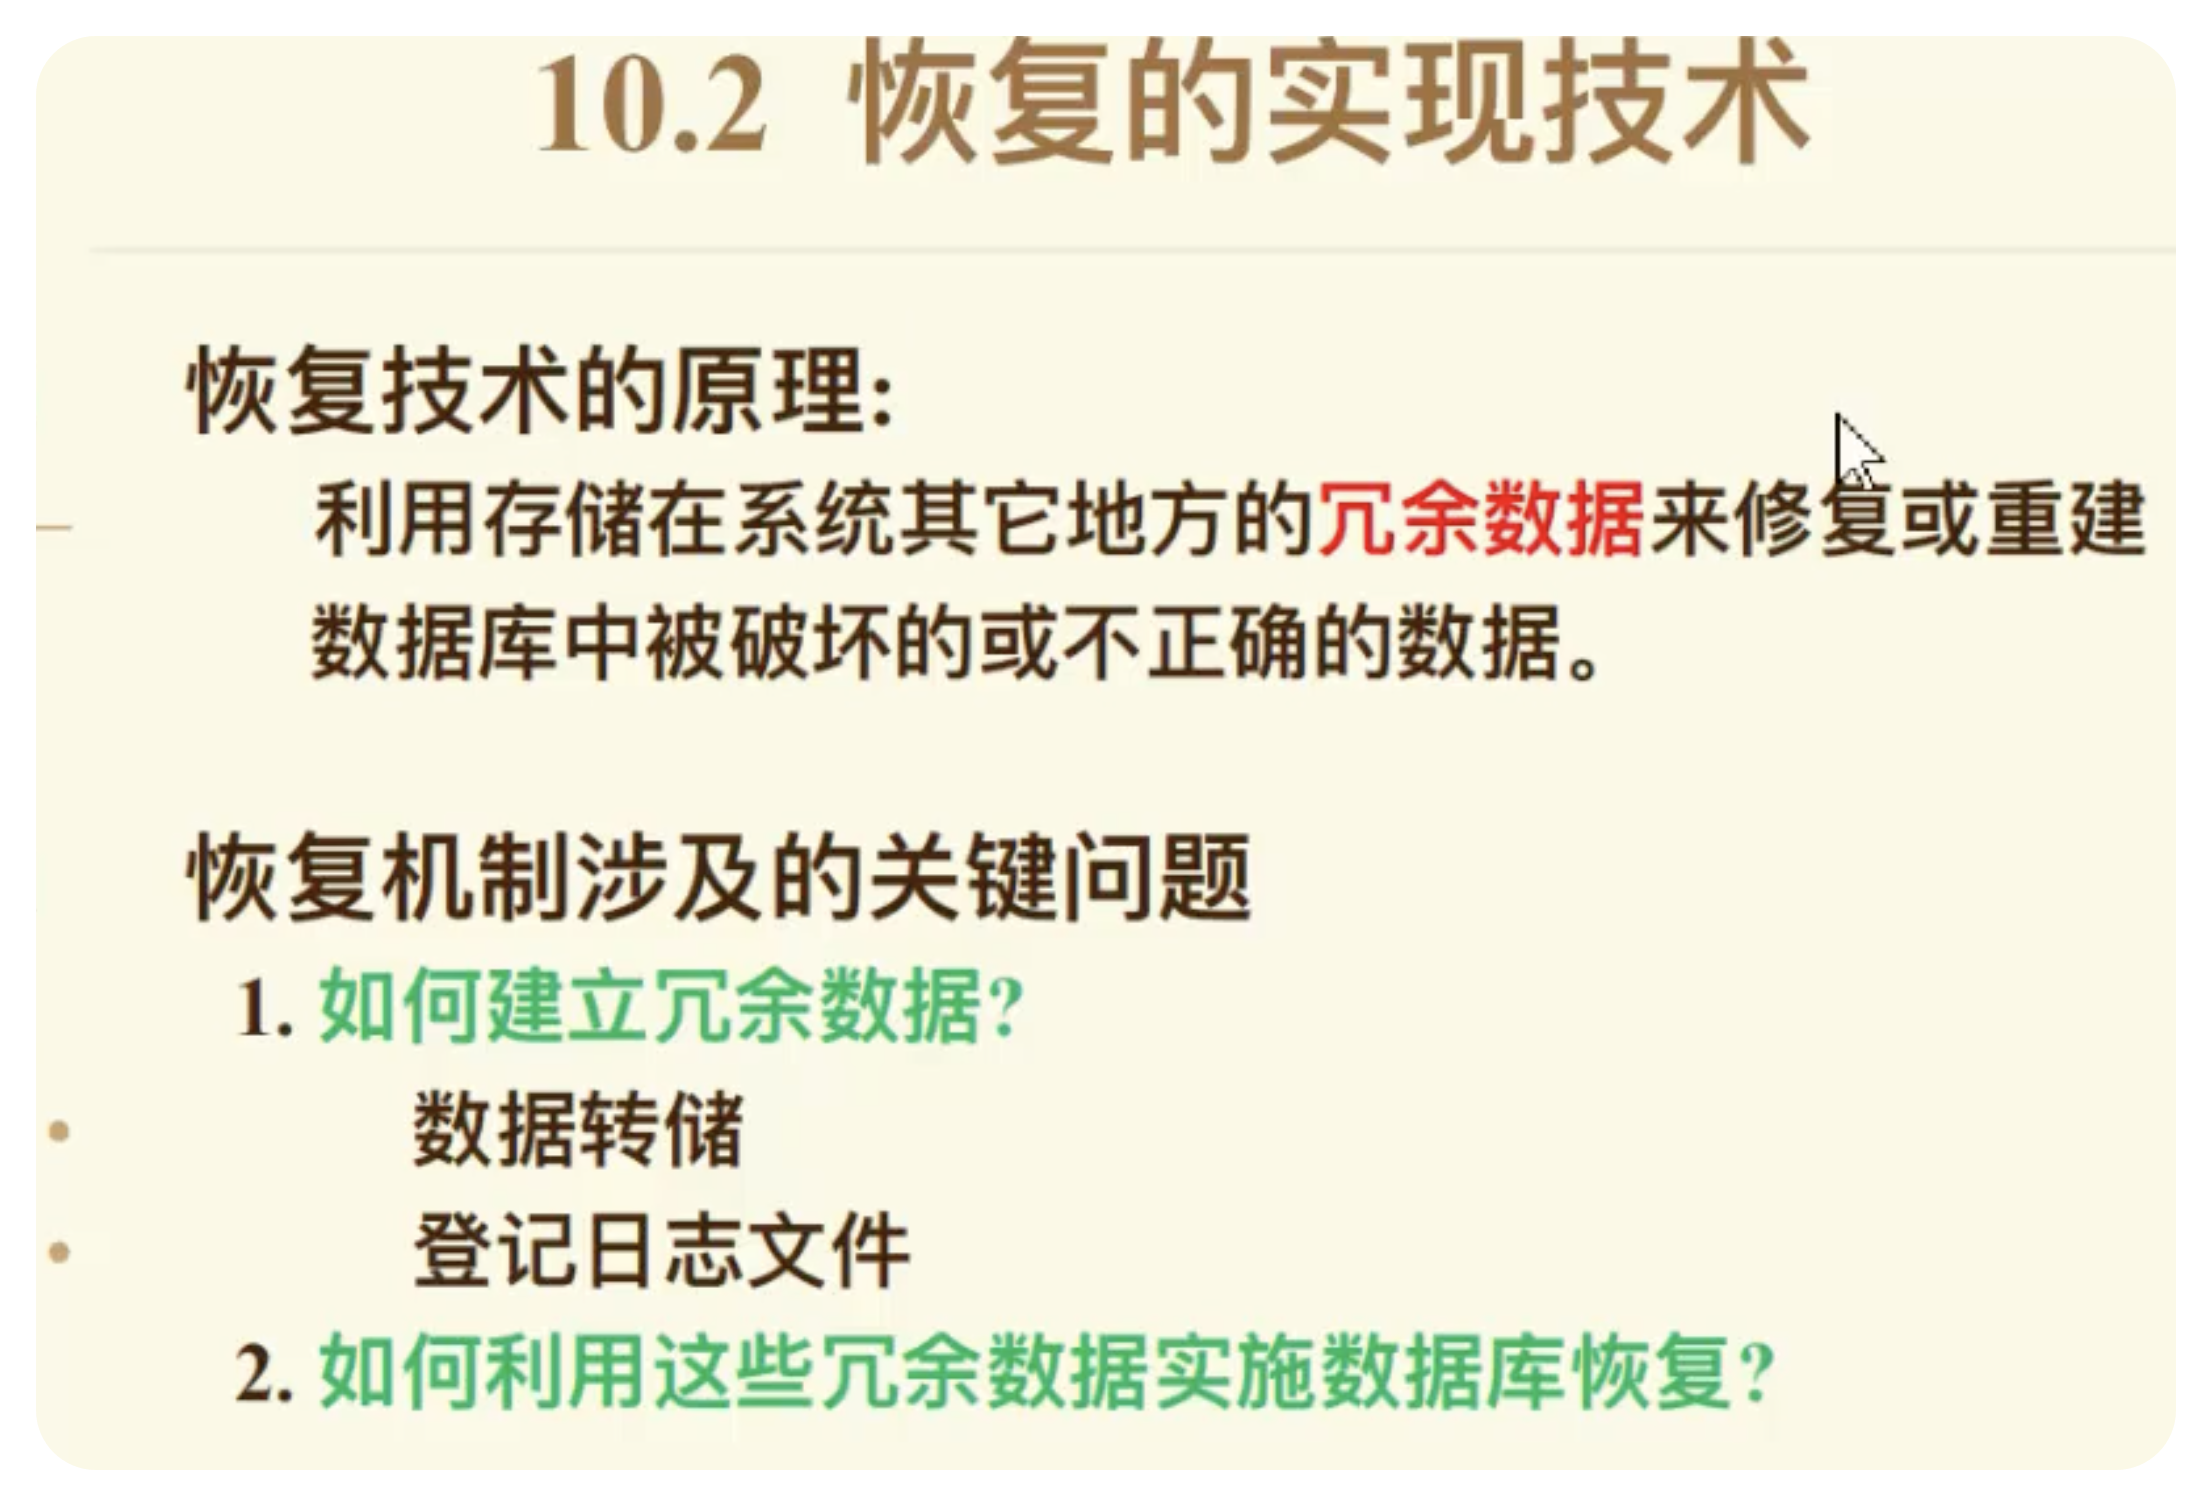 10.2 恢复的实现技术
恢复技术的原理:
利用存储在系统其它地方的冗余数据来修复或重建
数据库中被破坏的或不正确的数据。
恢复机制涉及的关键问题
1. 如何建立冗余数据?
数据转储
登记日志文件
2. 如何利用这些冗余数据实施数据库恢复?